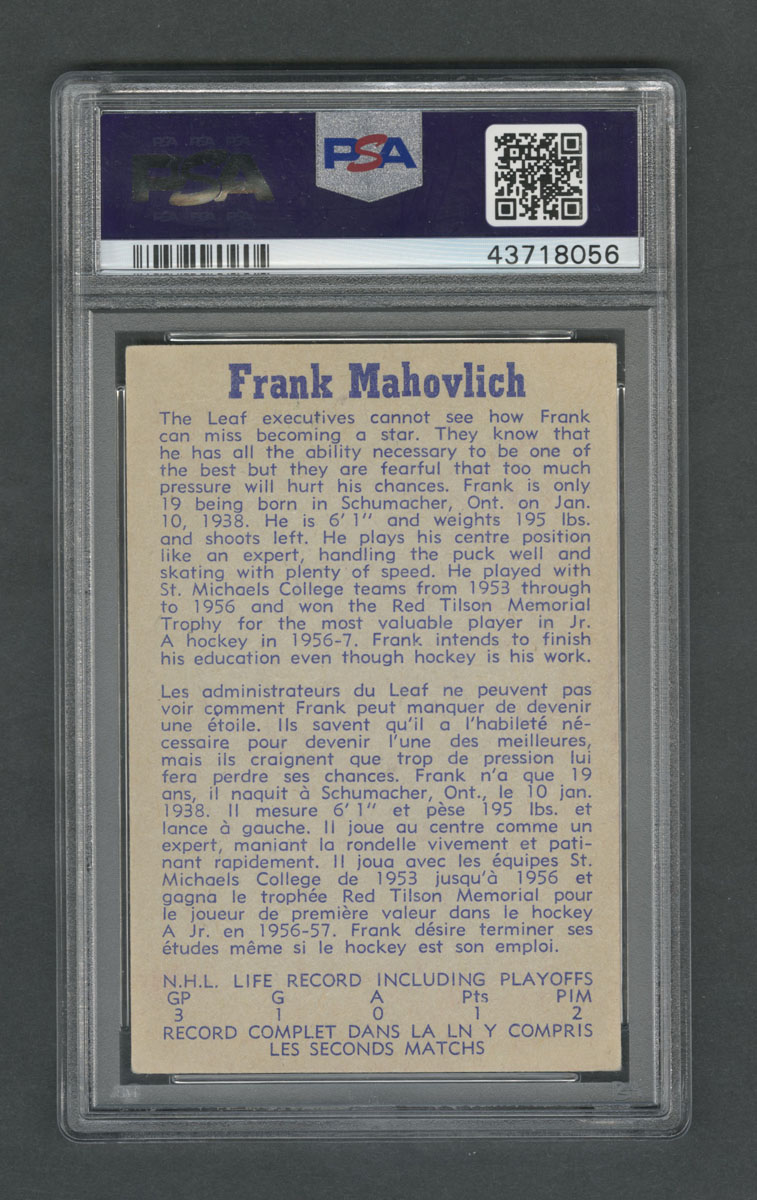 PSA PSA PSA
PSA
PSA PSA PSA
PSA
43718056
Frank Mahovlich
The Leaf executives cannot see how Frank
can miss becoming a star. They know that
he has all the ability necessary to be one of
the best but they are fearful that too much
pressure will hurt his chances. Frank is only
19 being born in Schumacher, Ont. on Jan.
10, 1938. He is 6' 1" and weights 195 lbs.
and shoots left. He plays his centre position
like an expert, handling the puck well and
skating with plenty of speed. He played with
St. Michaels College teams from 1953 through
to 1956 and won the Red Tilson Memorial
Trophy for the most valuable player in Jr.
A hockey in 1956-7. Frank intends to finish
his education even though hockey is his work.
Les administrateurs du Leaf ne peuvent pas
voir comment Frank peut manquer de devenir
une étoile. Ils savent qu'il a l'habileté né-
cessaire pour devenir l'une des meilleures,
mais ils craignent que trop de pression lui
fera perdre ses chances. Frank n'a que 19
ans, il naquit à Schumacher, Ont., le 10 jan.
1938. Il mesure 6' 1" et pèse 195 lbs. et
lance à gauche. Il joue au centre comme un
expert, maniant la rondelle vivement et pati-
nant rapidement. Il joua avec les équipes St.
Michaels College de 1953 jusqu'à 1956 et
gagna le trophée Red Tilson Memorial pour
le joueur de première valeur dans le hockey
A Jr. en 1956-57. Frank désire terminer ses
études même si le hockey est son emploi.
N.H.L. LIFE RECORD INCLUDING PLAYOFFS
GP G A Pts PIM
3 1 0 1 2
RECORD COMPLET DANS LA LN Y COMPRIS
LES SECONDS MATCHS